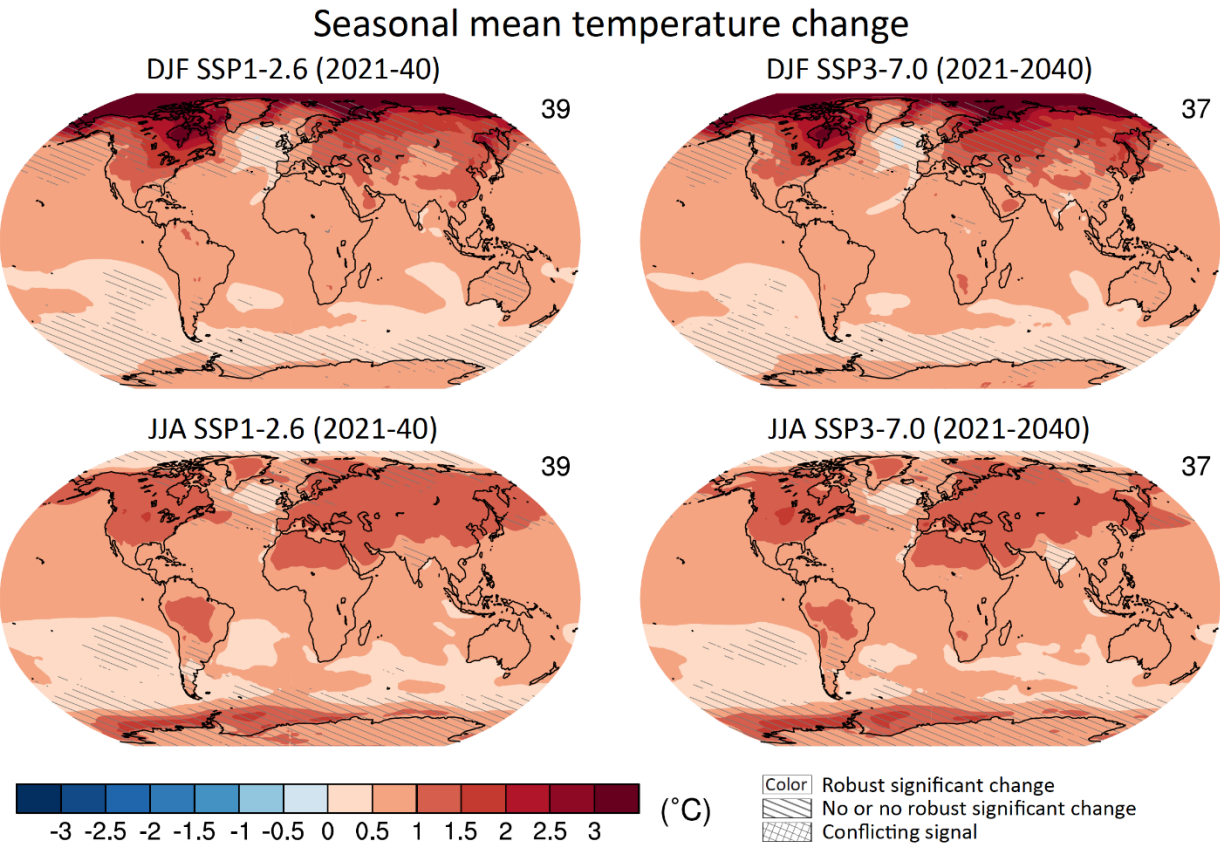 Seasonal mean temperature change
DJF SSP1-2.6 (2021-40)
39
DJF SSP3-7.0 (2021-2040)
37
JJA SSP1-2.6 (2021-40)
39
JJA SSP3-7.0 (2021-2040)
37
-3 -2.5 -2 -1.5 -1 -0.5 0 0.5 1 1.5 2 2.5 3
(°C)
Color Robust significant change
No or no robust significant change
Conflicting signal